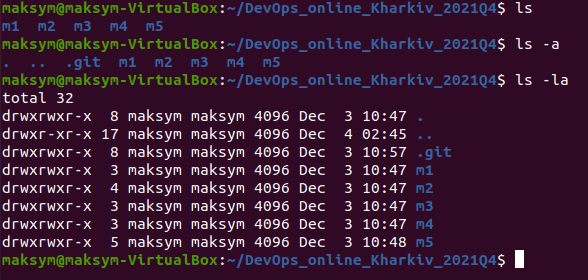 maksym@maksym-VirtualBox:~/DevOps_online_Kharkiv_2021Q4$ ls
m1  m2  m3  m4  m5
maksym@maksym-VirtualBox:~/DevOps_online_Kharkiv_2021Q4$ ls -a
.  ..  .git  m1  m2  m3  m4  m5
maksym@maksym-VirtualBox:~/DevOps_online_Kharkiv_2021Q4$ ls -la
total 32
drwxrwxr-x  8 maksym maksym 4096 Dec  3 10:47 .
drwxr-xr-x 17 maksym maksym 4096 Dec  4 02:45 ..
drwxrwxr-x  8 maksym maksym 4096 Dec  3 10:57 .git
drwxrwxr-x  3 maksym maksym 4096 Dec  3 10:47 m1
drwxrwxr-x  4 maksym maksym 4096 Dec  3 10:47 m2
drwxrwxr-x  3 maksym maksym 4096 Dec  3 10:47 m3
drwxrwxr-x  3 maksym maksym 4096 Dec  3 10:47 m4
drwxrwxr-x  5 maksym maksym 4096 Dec  3 10:48 m5
maksym@maksym-VirtualBox:~/DevOps_online_Kharkiv_2021Q4$